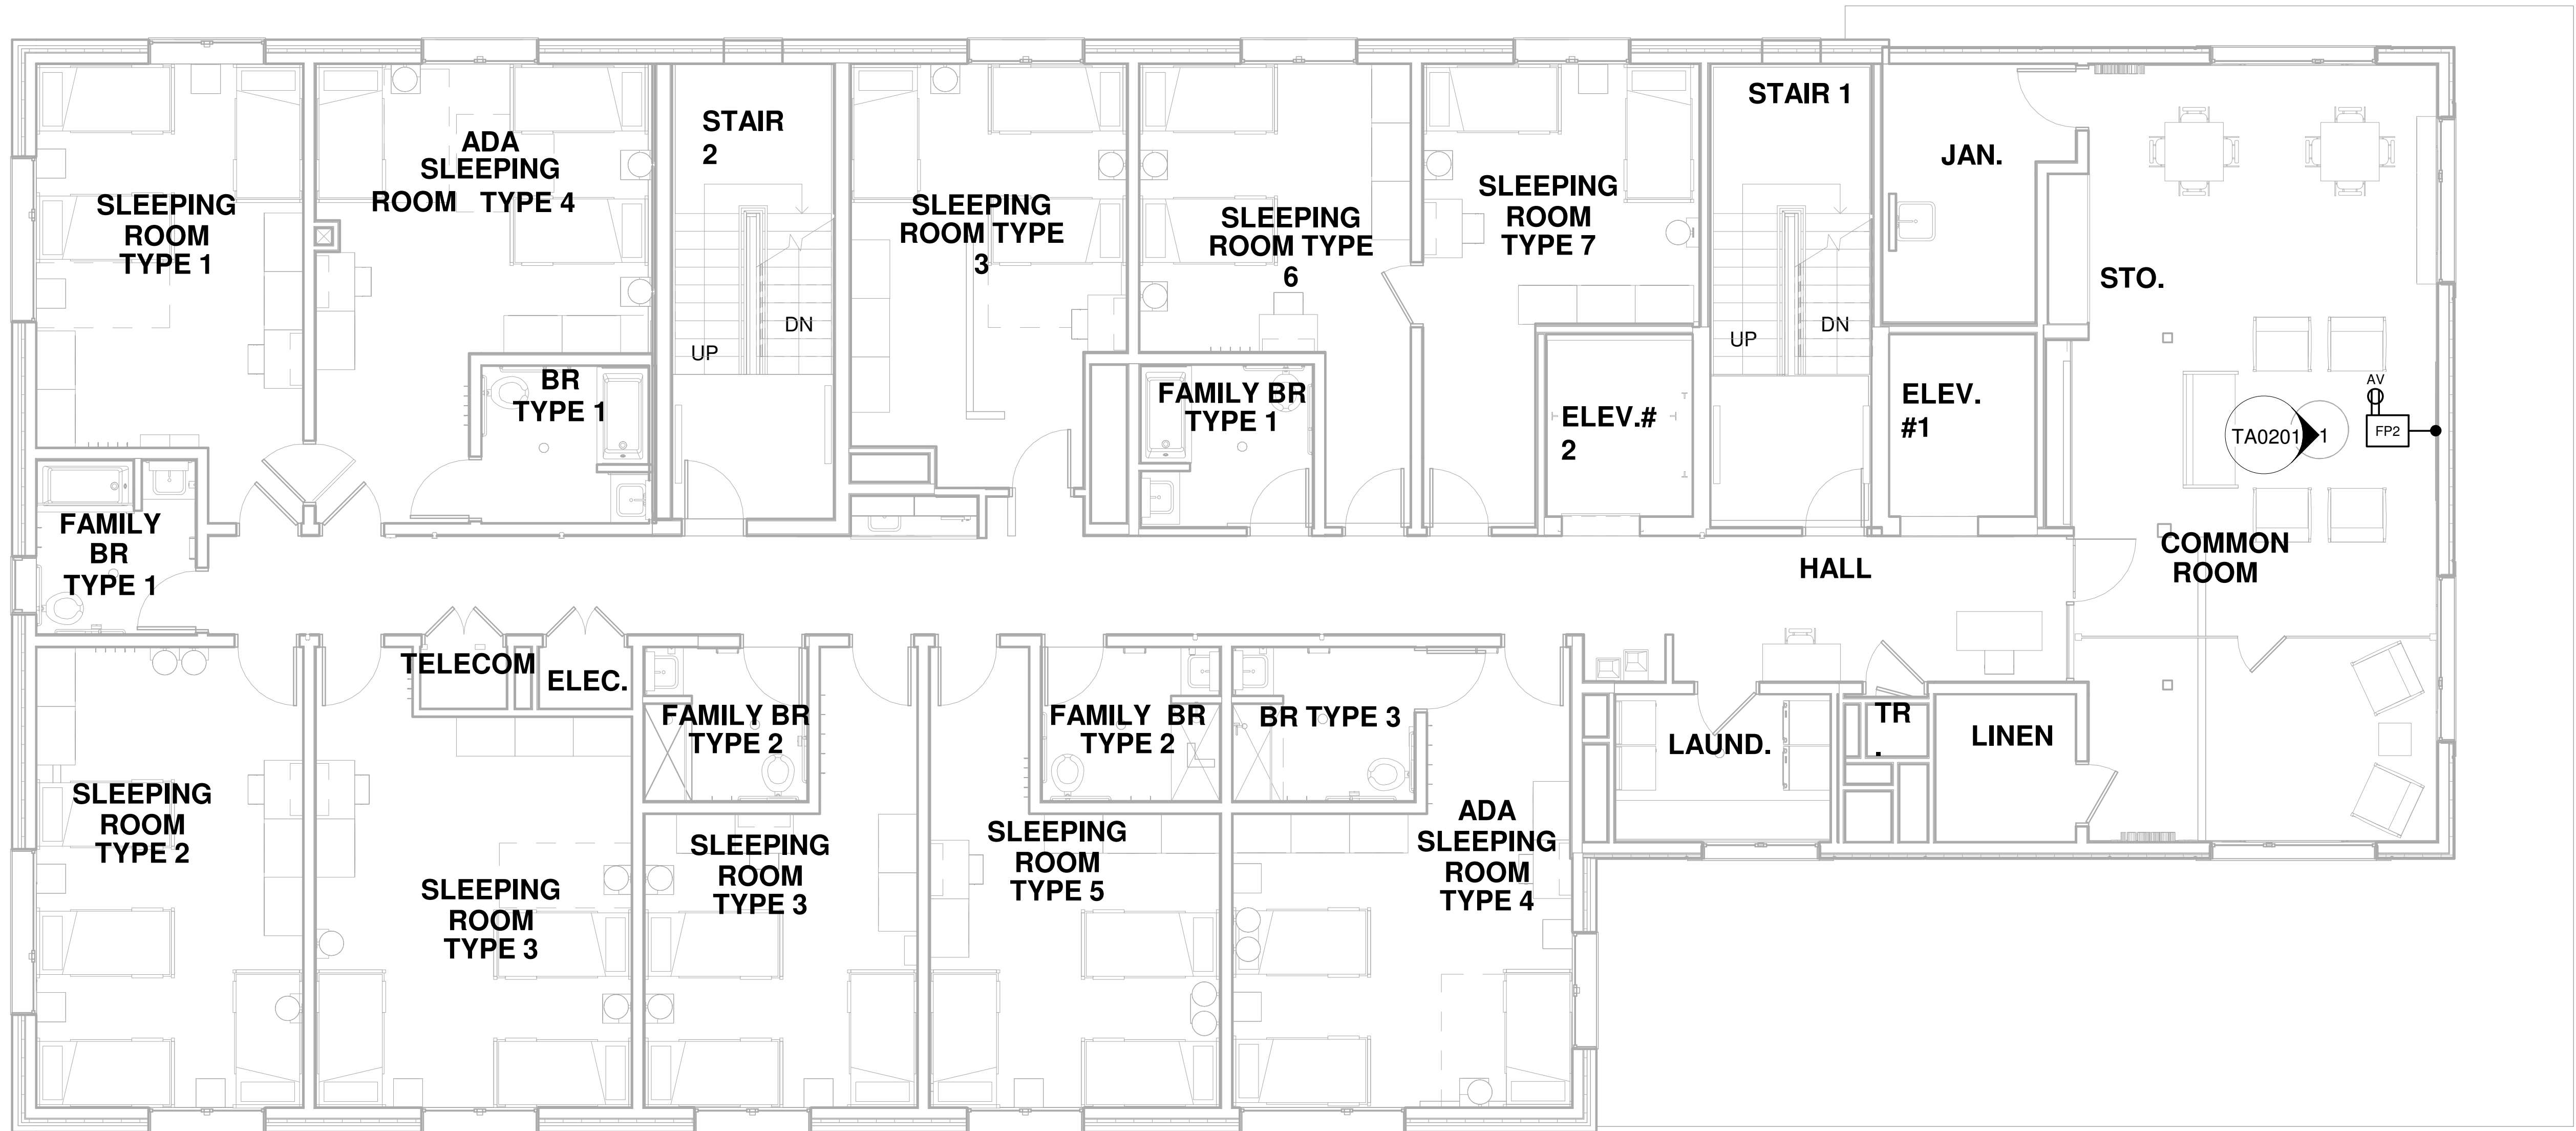 SLEEPING
ROOM
TYPE 1
ADA
SLEEPING
ROOM TYPE 4
STAIR
2
UP
DN
SLEEPING
ROOM TYPE
3
SLEEPING
ROOM TYPE
6
SLEEPING
ROOM
TYPE 7
STAIR 1
UP
DN
JAN.
STO.
BR
TYPE 1
FAMILY BR
TYPE 1
ELEV.#
2
ELEV.
#1
AV
FP2
TA0201
1
FAMILY
BR
TYPE 1
HALL
COMMON
ROOM
TELECOM
ELEC.
FAMILY BR
TYPE 2
FAMILY BR
TYPE 2
BR TYPE 3
LAUND.
TR
.
LINEN
SLEEPING
ROOM
TYPE 2
SLEEPING
ROOM
TYPE 3
SLEEPING
ROOM
TYPE 3
SLEEPING
ROOM
TYPE 5
ADA
SLEEPING
ROOM
TYPE 4